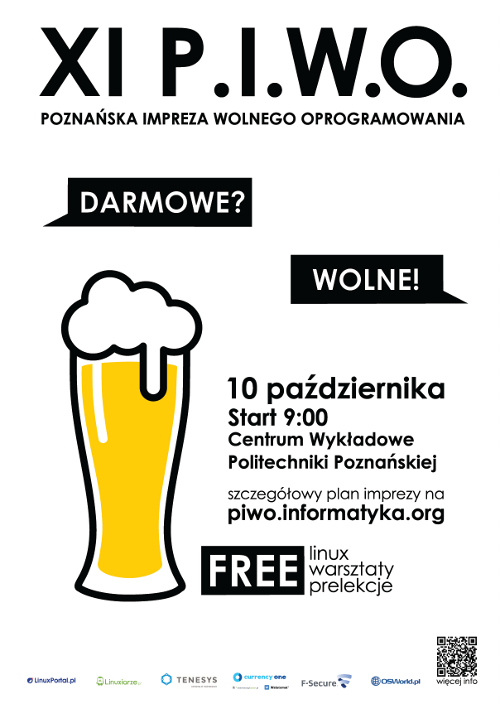 XI P.I.W.O.
POZNAŃSKA IMPREZA WOLNEGO OPROGRAMOWANIA
DARMOWE?
WOLNE!
10 października
Start 9:00
Centrum Wykładowe
Politechniki Poznańskiej
szczegółowy plan imprezy na
piwo.informatyka.org
FREE
linux
warsztaty
prelekcje
więcej info
LinuxPortal.pl
Linuxiarze.pl
TENESYS
currency one
F-Secure
OSWorld.pl